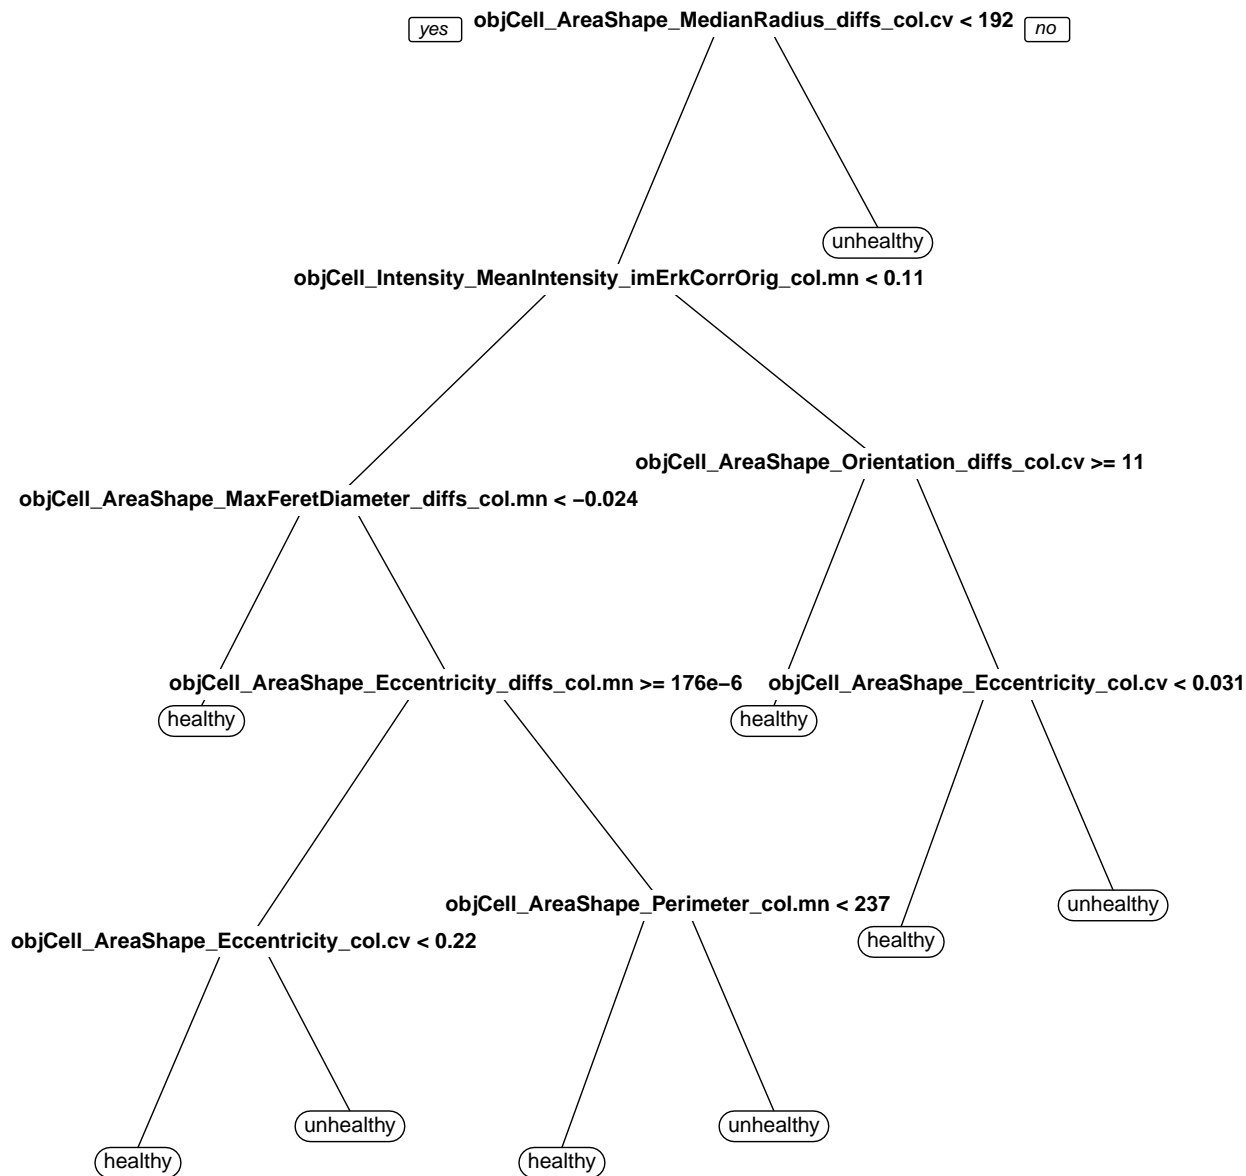 yes objCell_AreaShape_MedianRadius_diffs_col.cv < 192 no
unhealthy
objCell_Intensity_MeanIntensity_imErkCorrOrig_col.mn < 0.11
objCell_AreaShape_Orientation_diffs_col.cv >= 11
objCell_AreaShape_MaxFeretDiameter_diffs_col.mn < −0.024
objCell_AreaShape_Eccentricity_diffs_col.mn >= 176e−6 objCell_AreaShape_Eccentricity_col.cv < 0.031
healthy healthy
objCell_AreaShape_Perimeter_col.mn < 237 unhealthy
objCell_AreaShape_Eccentricity_col.cv < 0.22 healthy
unhealthy unhealthy
healthy healthy